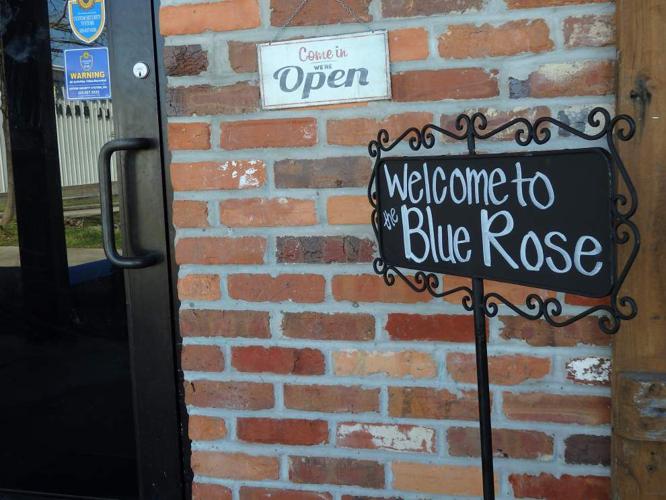 Come in
WE'RE
Open
WARNING
Welcome to
the
Blue Rose